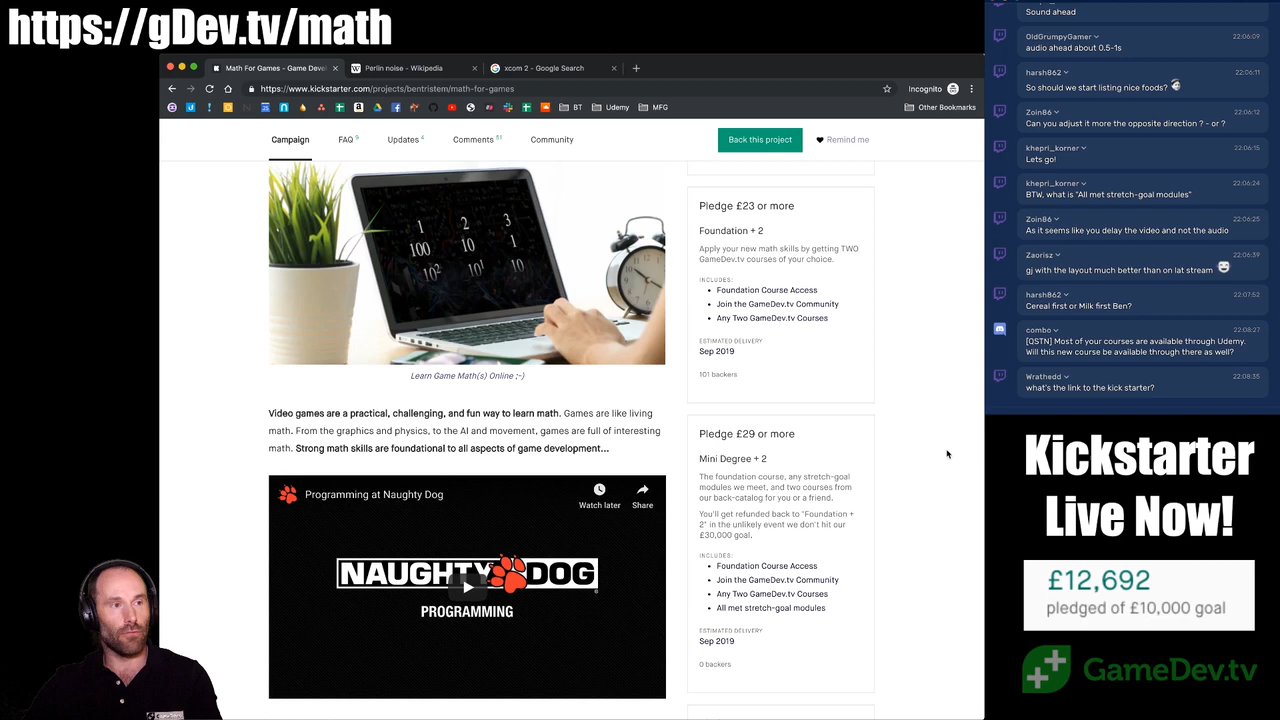 https://gDev.tv/math
Math For Games - Game Devel
Perlin noise - Wikipedia
xcom 2 - Google Search
https://www.kickstarter.com/projects/bentristem/math-for-games
Incognito
BT
Udemy
MFG
Other Bookmarks
Campaign
FAQ 9
Updates 4
Comments 51
Community
Back this project
Remind me
1 2 3
100 10 1
10² 10¹ 10⁰
Learn Game Math(s) Online ;-)
Video games are a practical, challenging, and fun way to learn math. Games are like living
math. From the graphics and physics, to the AI and movement, games are full of interesting
math. Strong math skills are foundational to all aspects of game development...
Programming at Naughty Dog
Watch later
Share
NAUGHTY DOG
PROGRAMMING
Pledge £23 or more
Foundation + 2
Apply your new math skills by getting TWO
GameDev.tv courses of your choice.
INCLUDES:
• Foundation Course Access
• Join the GameDev.tv Community
• Any Two GameDev.tv Courses
ESTIMATED DELIVERY
Sep 2019
101 backers
Pledge £29 or more
Mini Degree + 2
The foundation course, any stretch-goal
modules we meet, and two courses from
our back-catalog for you or a friend.
You'll get refunded back to "Foundation +
2" in the unlikely event we don't hit our
£30,000 goal.
INCLUDES:
• Foundation Course Access
• Join the GameDev.tv Community
• Any Two GameDev.tv Courses
• All met stretch-goal modules
ESTIMATED DELIVERY
Sep 2019
0 backers
Sound ahead
OldGrumpyGamer 22:06:09
audio ahead about 0.5-1s
harsh862 22:06:11
So should we start listing nice foods?
Zoin86 22:06:12
Can you adjust it more the opposite direction ? - or ?
khepri_korner 22:06:15
Lets go!
khepri_korner 22:06:24
BTW, what is "All met stretch-goal modules"
Zoin86 22:06:25
As it seems like you delay the video and not the audio
Zaorisz 22:06:39
gj with the layout much better than on lat stream
harsh862 22:07:52
Cereal first or Milk first Ben?
combo 22:08:27
[QSTN] Most of your courses are available through Udemy.
Will this new course be available through there as well?
Wrathedd 22:08:35
what's the link to the kick starter?
Kickstarter
Live Now!
£12,692
pledged of £10,000 goal
GameDev.tv